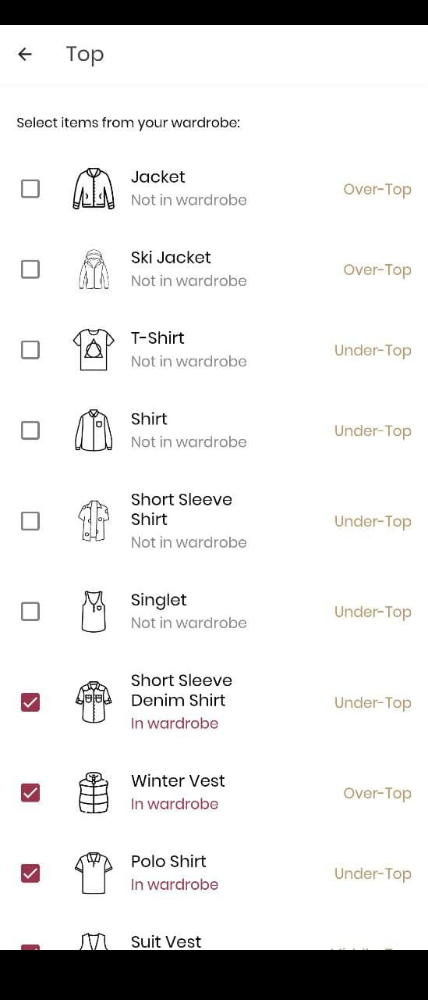 Top
Select items from your wardrobe:
Jacket
Not in wardrobe
Over-Top
Ski Jacket
Not in wardrobe
Over-Top
T-Shirt
Not in wardrobe
Under-Top
Shirt
Not in wardrobe
Under-Top
Short Sleeve
Shirt
Not in wardrobe
Under-Top
Singlet
Not in wardrobe
Under-Top
Short Sleeve
Denim Shirt
In wardrobe
Under-Top
Winter Vest
In wardrobe
Over-Top
Polo Shirt
In wardrobe
Under-Top
Suit Vest